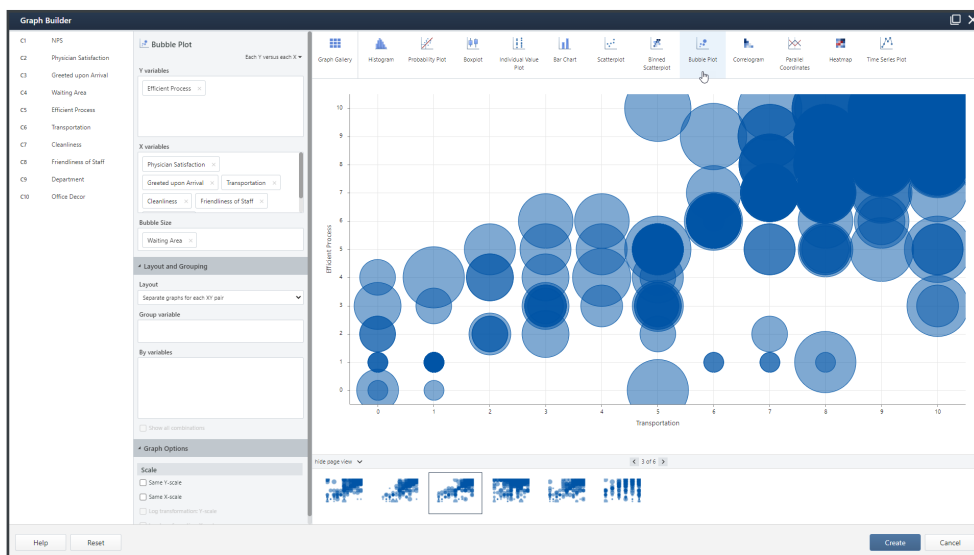 Graph Builder
C1 NPS
C2 Physician Satisfaction
C3 Greeted upon Arrival
C4 Waiting Area
C5 Efficient Process
C6 Transportation
C7 Cleanliness
C8 Friendliness of Staff
C9 Department
C10 Office Decor
Bubble Plot
Each Y versus each X
Y variables
Efficient Process ×
X variables
Physician Satisfaction ×
Greeted upon Arrival × Transportation ×
Cleanliness × Friendliness of Staff ×
Bubble Size
Waiting Area ×
Layout and Grouping
Layout
Separate graphs for each XY pair
Group variable
By variables
Show all combinations
Graph Options
Scale
Same Y-scale
Same X-scale
Log transformation: Y-scale
Graph Gallery
Histogram
Probability Plot
Boxplot
Individual Value
Plot
Bar Chart
Scatterplot
Binned
Scatterplot
Bubble Plot
Correlogram
Parallel
Coordinates
Heatmap
Time Series Plot
Efficient Process
10
9
8
7
6
5
4
3
2
1
0
0 1 2 3 4 5 6 7 8 9 10
Transportation
hide page view
< 3 of 6 >
Help
Reset
Create
Cancel